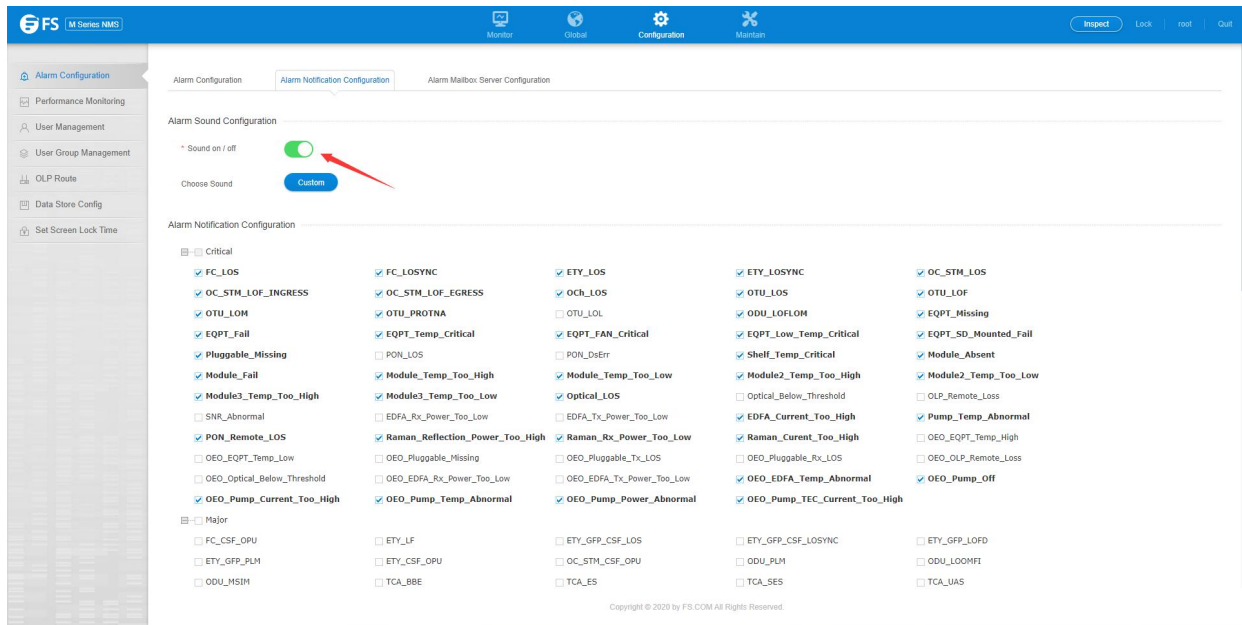 FS M Series NMS
Monitor Global Configuration Maintain
Inspect Lock root Quit
Alarm Configuration
Performance Monitoring
User Management
User Group Management
OLP Route
Data Store Config
Set Screen Lock Time
Alarm Configuration Alarm Notification Configuration Alarm Mailbox Server Configuration
Alarm Sound Configuration
* Sound on / off
Choose Sound Custom
Alarm Notification Configuration
Critical
FC_LOS FC_LOSYNC ETY_LOS ETY_LOSYNC OC_STM_LOS
OC_STM_LOF_INGRESS OC_STM_LOF_EGRESS OCh_LOS OTU_LOS OTU_LOF
OTU_LOM OTU_PROTNA OTU_LOL ODU_LOFLOM EQPT_Missing
EQPT_Fail EQPT_Temp_Critical EQPT_FAN_Critical EQPT_Low_Temp_Critical EQPT_SD_Mounted_Fail
Pluggable_Missing PON_LOS PON_DsErr Shelf_Temp_Critical Module_Absent
Module_Fail Module_Temp_Too_High Module_Temp_Too_Low Module2_Temp_Too_High Module2_Temp_Too_Low
Module3_Temp_Too_High Module3_Temp_Too_Low Optical_LOS Optical_Below_Threshold OLP_Remote_Loss
SNR_Abnormal EDFA_Rx_Power_Too_Low EDFA_Tx_Power_Too_Low EDFA_Current_Too_High Pump_Temp_Abnormal
PON_Remote_LOS Raman_Reflection_Power_Too_High Raman_Rx_Power_Too_Low Raman_Curent_Too_High OEO_EQPT_Temp_High
OEO_EQPT_Temp_Low OEO_Pluggable_Missing OEO_Pluggable_Tx_LOS OEO_Pluggable_Rx_LOS OEO_OLP_Remote_Loss
OEO_Optical_Below_Threshold OEO_EDFA_Rx_Power_Too_Low OEO_EDFA_Tx_Power_Too_Low OEO_EDFA_Temp_Abnormal OEO_Pump_Off
OEO_Pump_Current_Too_High OEO_Pump_Temp_Abnormal OEO_Pump_Power_Abnormal OEO_Pump_TEC_Current_Too_High
Major
FC_CSF_OPU ETY_LF ETY_GFP_CSF_LOS ETY_GFP_CSF_LOSYNC ETY_GFP_LOFD
ETY_GFP_PLM ETY_CSF_OPU OC_STM_CSF_OPU ODU_PLM ODU_LOOMFI
ODU_MSIM TCA_BBE TCA_ES TCA_SES TCA_UAS
Copyright © 2020 by FS.COM All Rights Reserved.